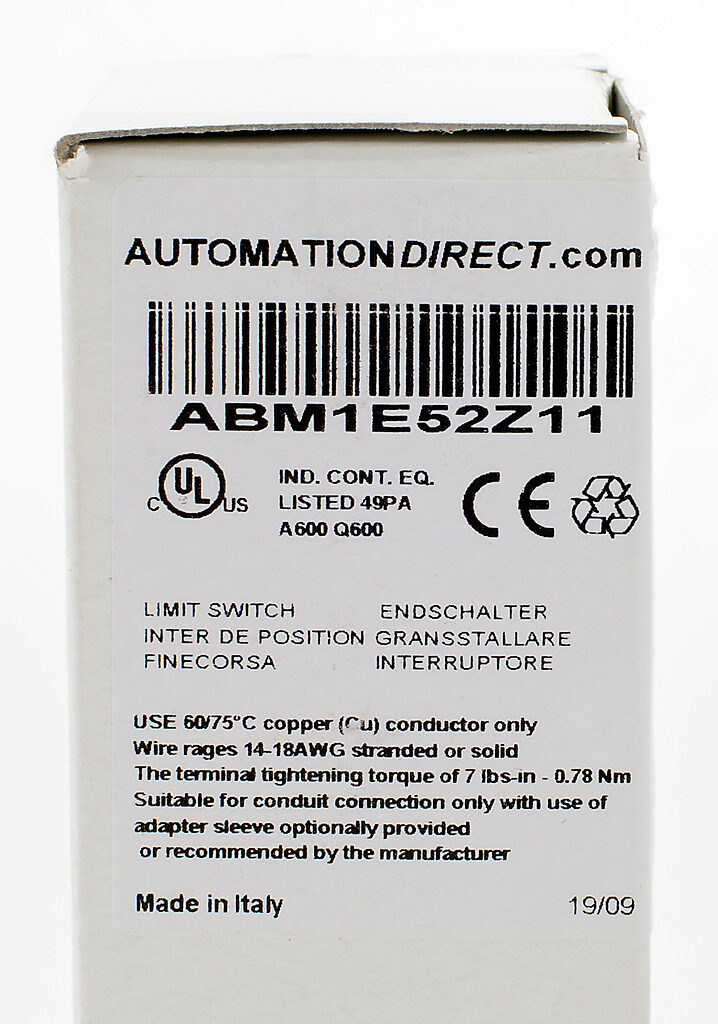 AUTOMATIONDIRECT.com
ABM1E52Z11
C UL US
IND. CONT. EQ.
LISTED 49PA
A600 Q600
CE
LIMIT SWITCH ENDSCHALTER
INTER DE POSITION GRANSSTALLARE
FINECORSA INTERRUPTORE
USE 60/75°C copper (Cu) conductor only
Wire rages 14-18AWG stranded or solid
The terminal tightening torque of 7 lbs-in - 0.78 Nm
Suitable for conduit connection only with use of
adapter sleeve optionally provided
or recommended by the manufacturer
Made in Italy 19/09